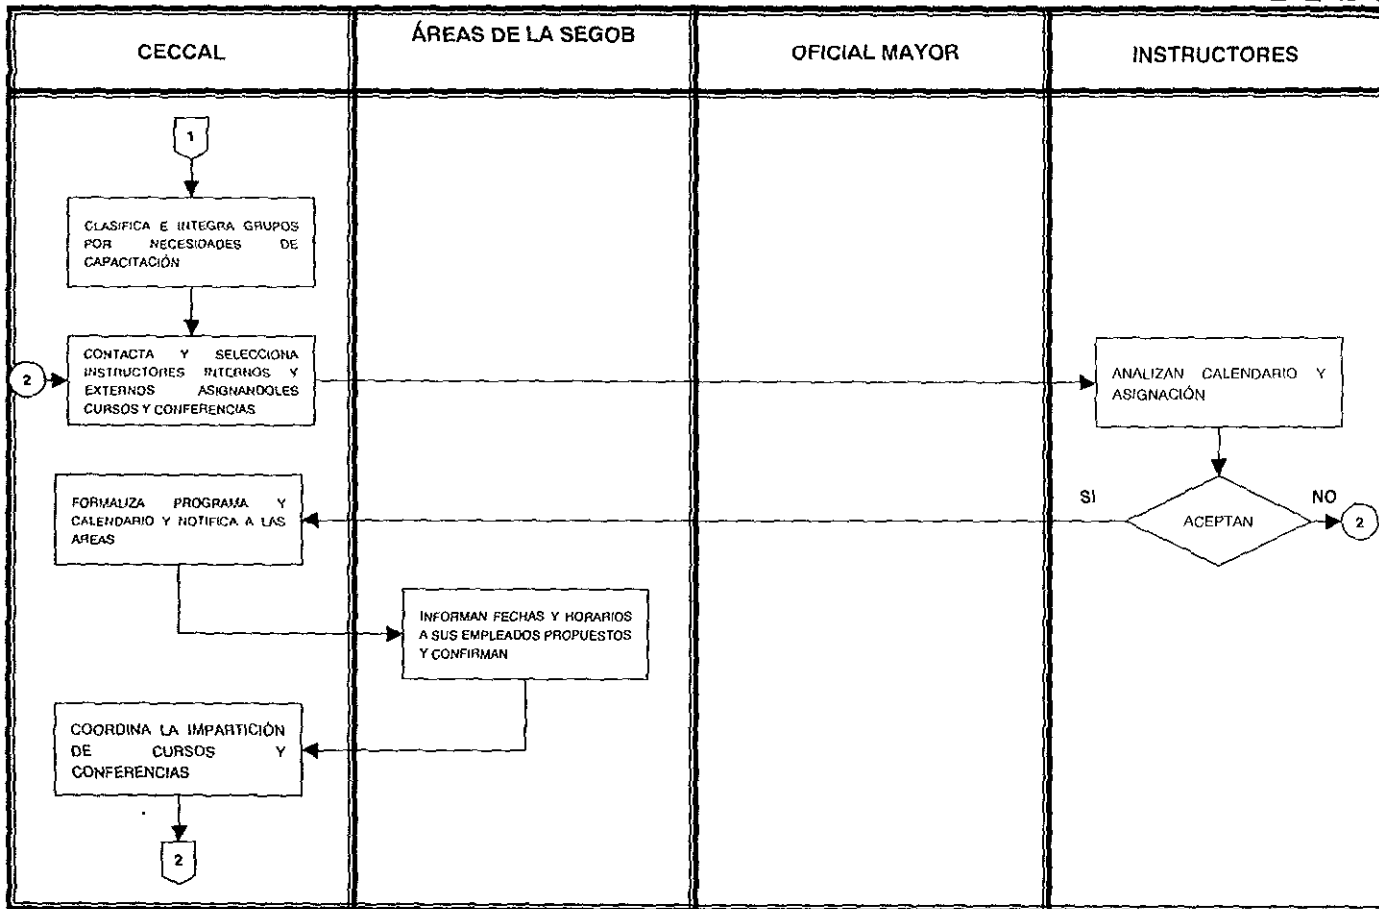 CECCAL
ÁREAS DE LA SEGOB
OFICIAL MAYOR
INSTRUCTORES
1
CLASIFICA E INTEGRA GRUPOS
POR NECESIDADES DE
CAPACITACIÓN
2
CONTACTA Y SELECCIONA
INSTRUCTORES INTERNOS Y
EXTERNOS ASIGNANDOLES
CURSOS Y CONFERENCIAS
ANALIZAN CALENDARIO Y
ASIGNACIÓN
FORMALIZA PROGRAMA Y
CALENDARIO Y NOTIFICA A LAS
AREAS
SI
ACEPTAN
NO
2
INFORMAN FECHAS Y HORARIOS
A SUS EMPLEADOS PROPUESTOS
Y CONFIRMAN
COORDINA LA IMPARTICIÓN
DE CURSOS Y
CONFERENCIAS
2